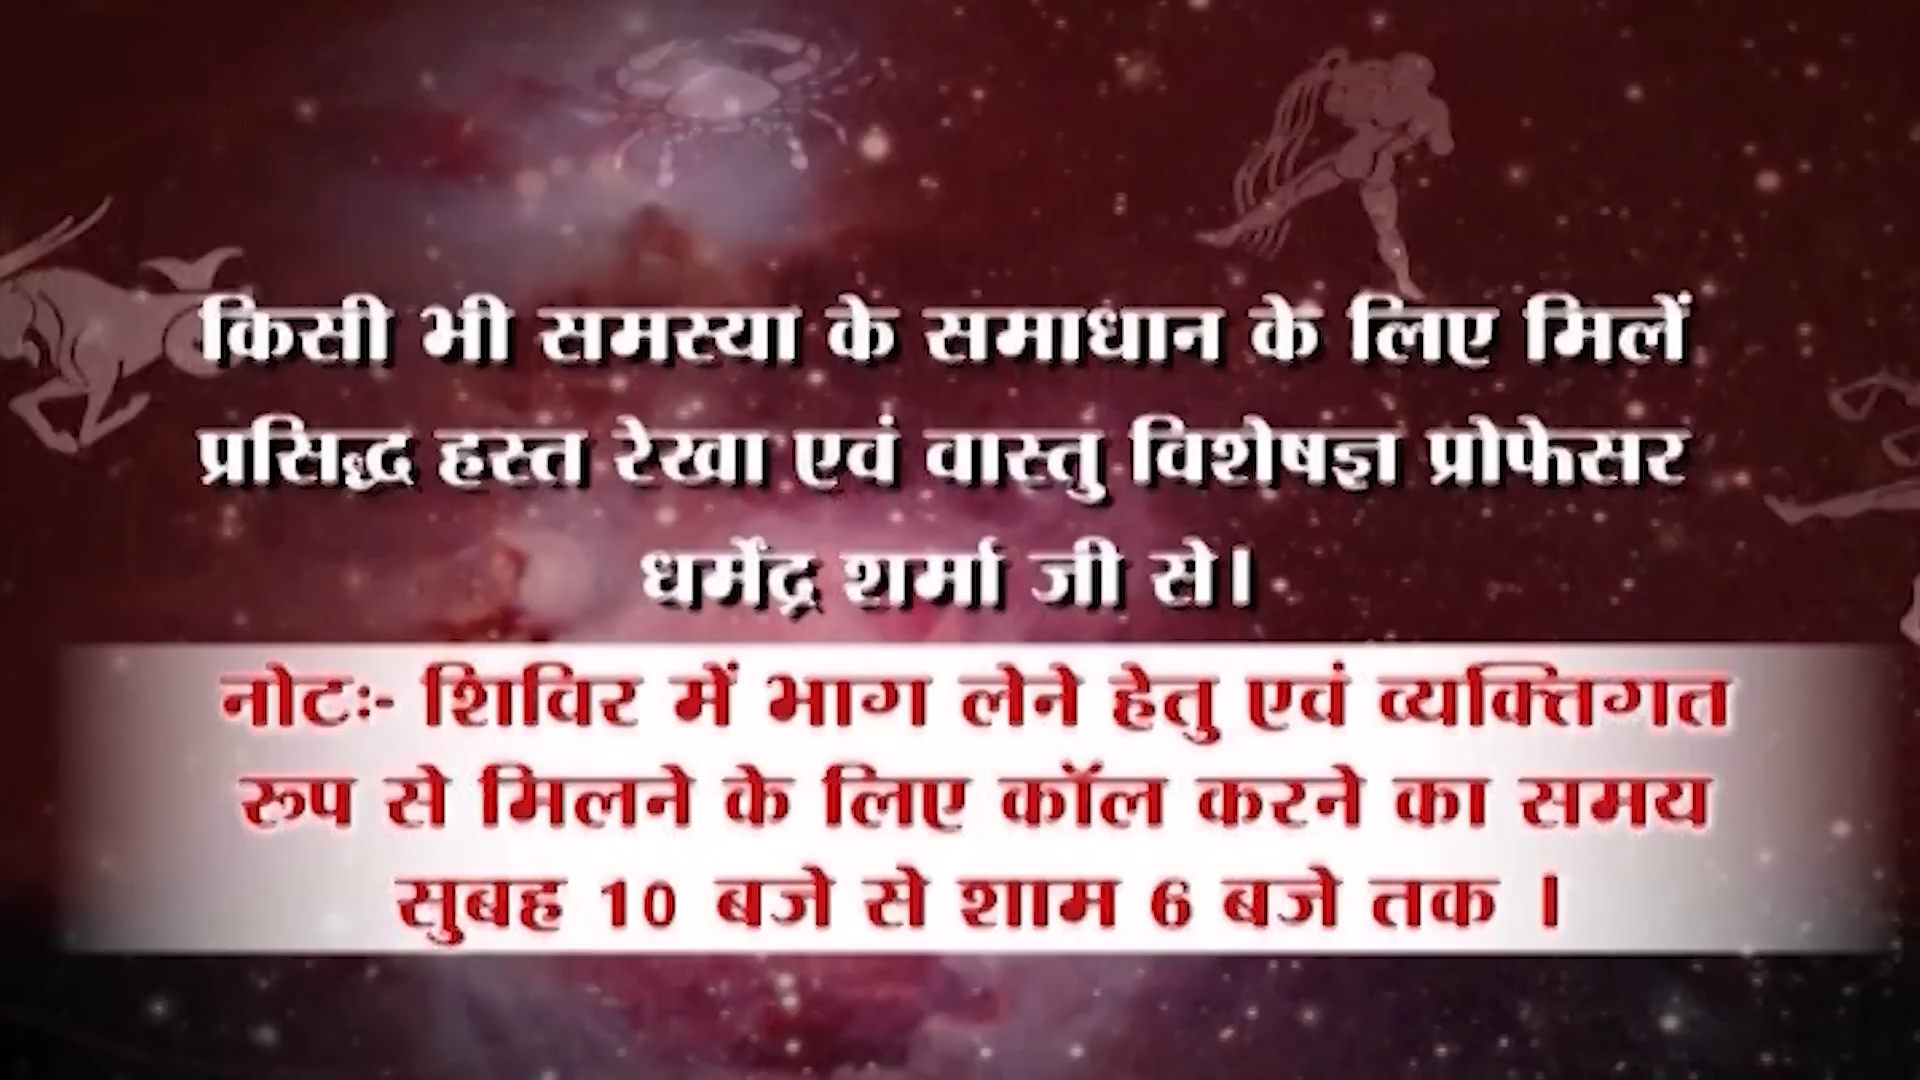 किसी भी समस्या के समाधान के लिए मिलें
प्रसिद्ध हस्त रेखा एवं वास्तु विशेषज्ञ प्रोफेसर
धर्मेंद्र शर्मा जी से।
नोटः- शिविर में भाग लेने हेतु एवं व्यक्तिगत
रूप से मिलने के लिए कॉल करने का समय
सुबह 10 बजे से शाम 6 बजे तक ।